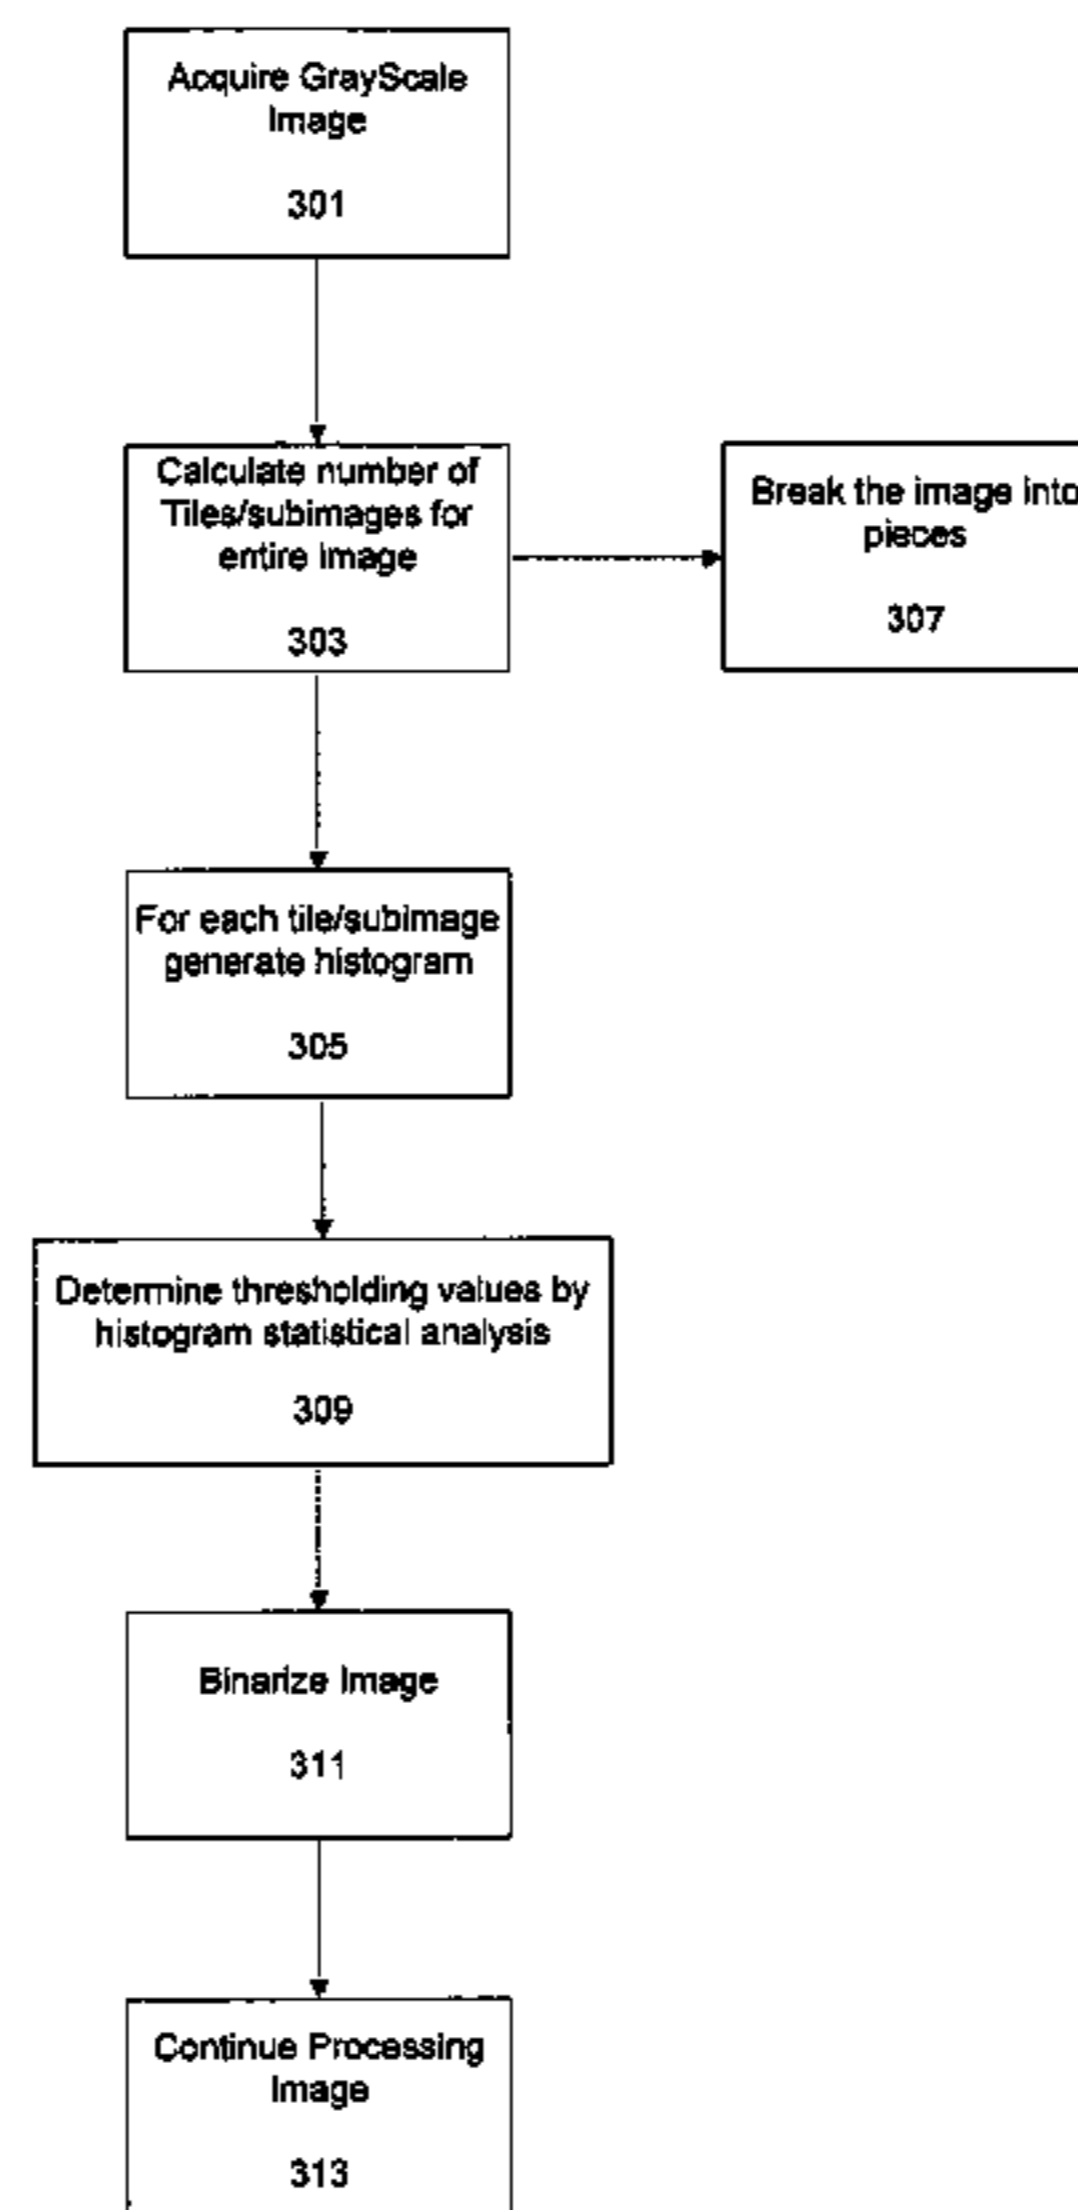 Acquire GrayScale
Image
301
Calculate number of
Tiles/subimages for
entire image
303
Break the image into
pieces
307
For each tile/subimage
generate histogram
305
Determine thresholding values by
histogram statistical analysis
309
Binarize Image
311
Continue Processing
Image
313